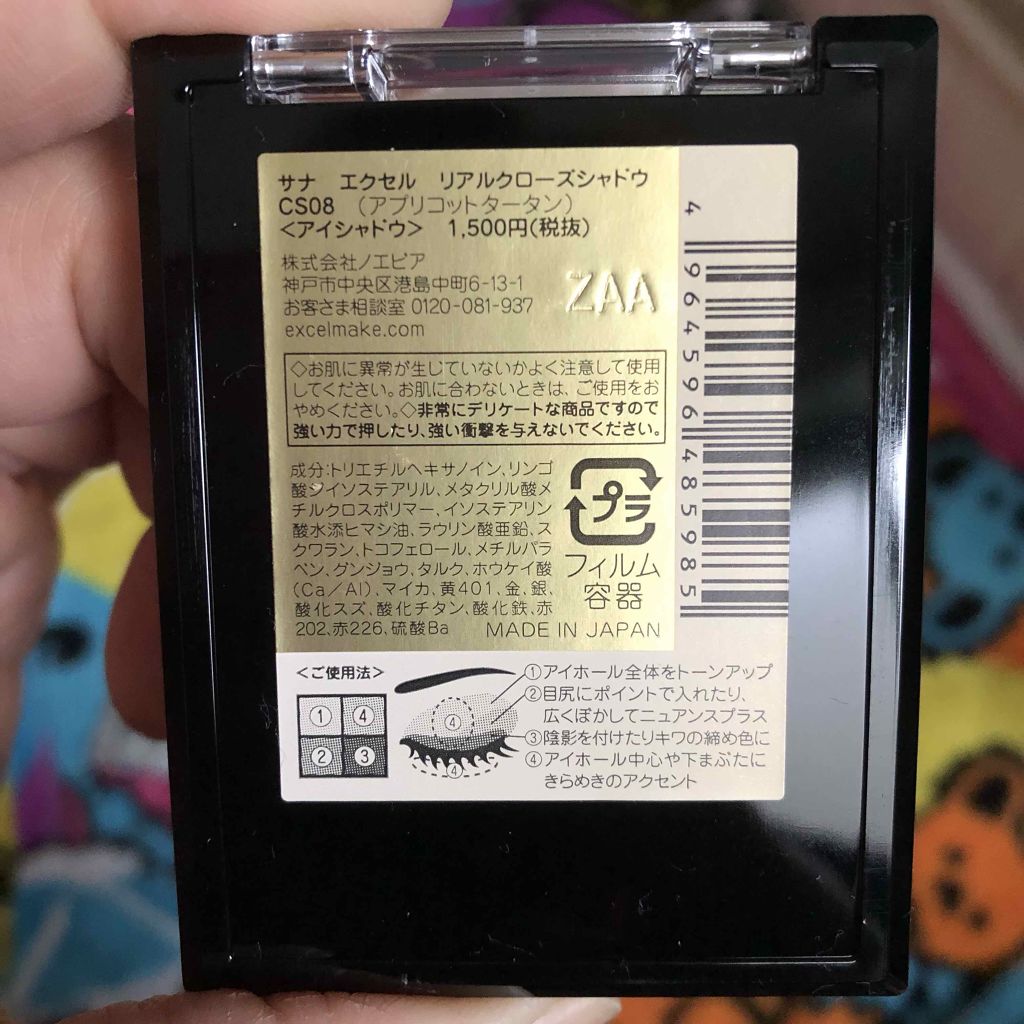 サナ エクセル リアルクローズシャドウ
CS08 (アプリコットタータン)
<アイシャドウ> 1,500円(税抜)
株式会社ノエビア
神戸市中央区港島中町6-13-1
お客さま相談室 0120-081-937
excelmake.com
ZAA
◇お肌に異常が生じていないかよく注意して使用
してください。お肌に合わないときは、ご使用をお
やめください。◇非常にデリケートな商品ですので
強い力で押したり、強い衝撃を与えないでください。
成分:トリエチルヘキサノイン、リンゴ
酸ジイソステアリル、メタクリル酸メ
チルクロスポリマー、イソステアリン
酸水添ヒマシ油、ラウリン酸亜鉛、ス
クワラン、トコフェロール、メチルパラ
ベン、グンジョウ、タルク、ホウケイ酸
(Ca/Al)、マイカ、黄401、金、銀、
酸化スズ、酸化チタン、酸化鉄、赤
202、赤226、硫酸Ba
プラ
フィルム
容器
MADE IN JAPAN
4964596485985
<ご使用法>
①
④
②
③
④
④
①アイホール全体をトーンアップ
②目尻にポイントで入れたり、
広くぼかしてニュアンスプラス
③陰影を付けたりキワの締め色に
④アイホール中心や下まぶたに
きらめきのアクセント